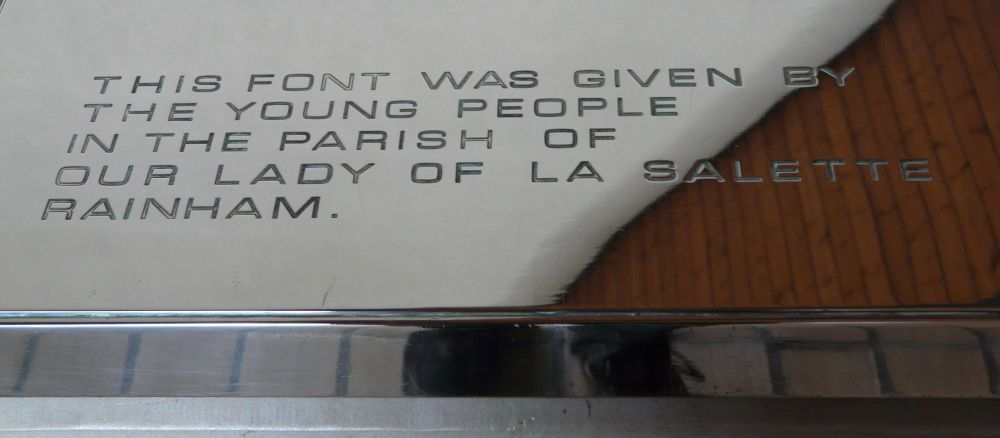 THIS FONT WAS GIVEN BY
THE YOUNG PEOPLE
IN THE PARISH OF
OUR LADY OF LA SALETTE
RAINHAM.